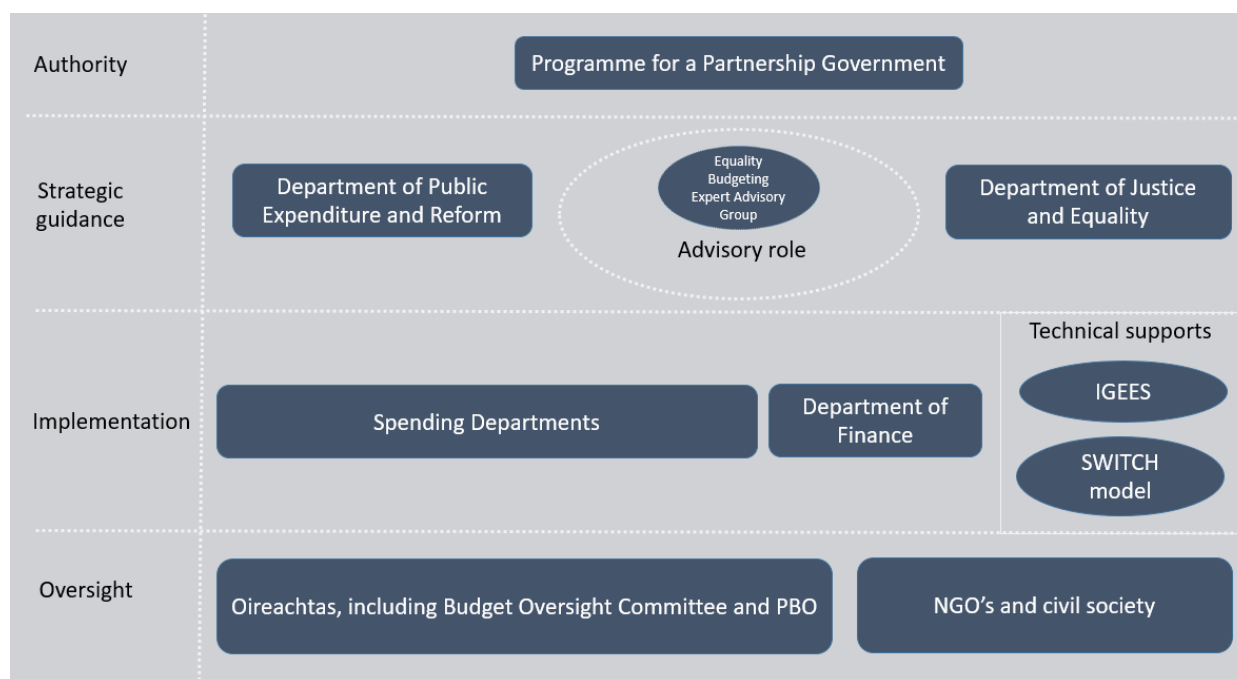 Authority
Programme for a Partnership Government
Strategic
guidance
Department of Public
Expenditure and Reform
Equality
Budgeting
Expert Advisory
Group
Advisory role
Department of Justice
and Equality
Implementation
Spending Departments
Department of
Finance
Technical supports
IGEES
SWITCH
model
Oversight
Oireachtas, including Budget Oversight Committee and PBO
NGO’s and civil society